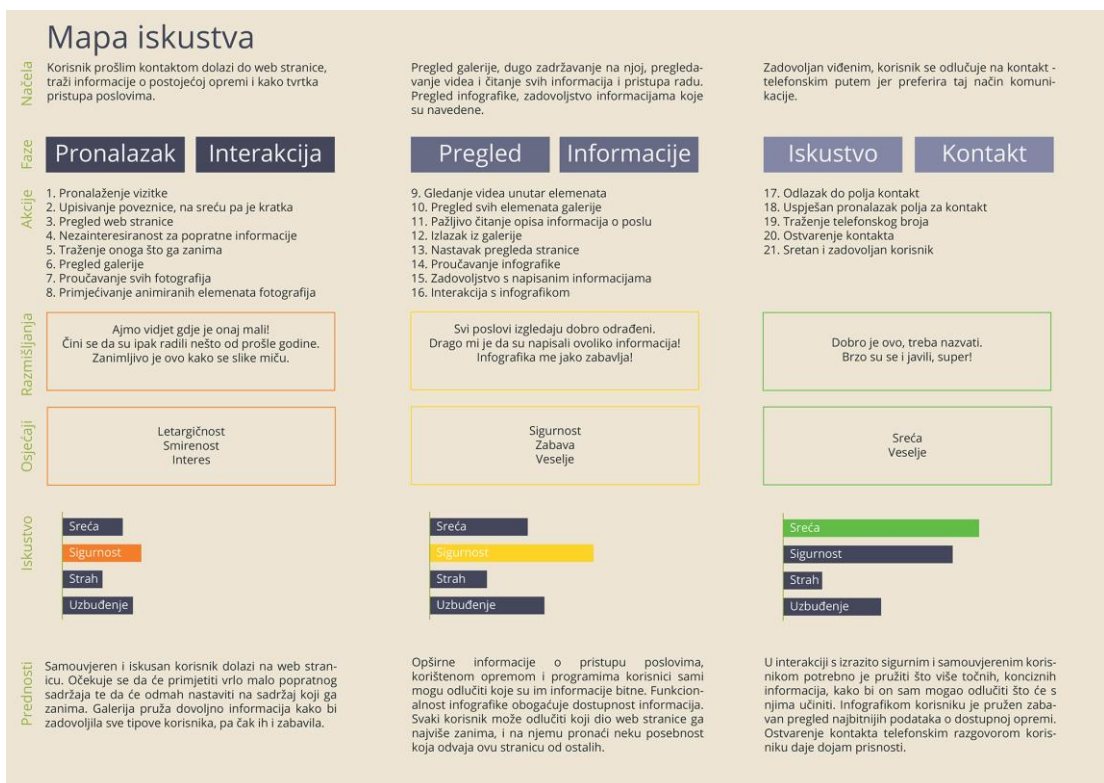 Mapa iskustva
Načela
Korisnik prošlim kontaktom dolazi do web stranice,
traži informacije o postojećoj opremi i kako tvrtka
pristupa poslovima.
Pregled galerije, dugo zadržavanje na njoj, pregleda-
vanje videa i čitanje svih informacija i pristupa radu.
Pregled infografike, zadovoljstvo informacijama koje
su navedene.
Zadovoljan viđenim, korisnik se odlučuje na kontakt -
telefonskim putem jer preferira taj način komuni-
kacije.
Faze
Pronalazak
Interakcija
Pregled
Informacije
Iskustvo
Kontakt
Akcije
1. Pronalaženje vizitke
2. Upisivanje poveznice, na sreću pa je kratka
3. Pregled web stranice
4. Nezainteresiranost za popratne informacije
5. Traženje onoga što ga zanima
6. Pregled galerije
7. Proučavanje svih fotografija
8. Primjećivanje animiranih elemenata fotografija
9. Gledanje videa unutar elemenata
10. Pregled svih elemenata galerije
11. Pažljivo čitanje opisa informacija o poslu
12. Izlazak iz galerije
13. Nastavak pregleda stranice
14. Proučavanje infografike
15. Zadovoljstvo s napisanim informacijama
16. Interakcija s infografikom
17. Odlazak do polja kontakt
18. Uspješan pronalazak polja za kontakt
19. Traženje telefonskog broja
20. Ostvarenje kontakta
21. Sretan i zadovoljan korisnik
Razmišljanja
Ajmo vidjet gdje je onaj mali!
Čini se da su ipak radili nešto od prošle godine.
Zanimljivo je ovo kako se slike miču.
Svi poslovi izgledaju dobro odrađeni.
Drago mi je da su napisali ovoliko informacija!
Infografika me jako zabavlja!
Dobro je ovo, treba nazvati.
Brzo su se i javili, super!
Osjećaji
Letargičnost
Smirenost
Interes
Sigurnost
Zabava
Veselje
Sreća
Veselje
Iskustvo
Sreća
Sigurnost
Strah
Uzbuđenje
Sreća
Sigurnost
Strah
Uzbuđenje
Sreća
Sigurnost
Strah
Uzbuđenje
Prednosti
Samouvjeren i iskusan korisnik dolazi na web stran-
icu. Očekuje se da će primjetiti vrlo malo popratnog
sadržaja te da će odmah nastaviti na sadržaj koji ga
zanima. Galerija pruža dovoljno informacija kako bi
zadovoljila sve tipove korisnika, pa čak ih i zabavila.
Opširne informacije o pristupu poslovima,
korištenom opremom i programima korisnici sami
mogu odlučiti koje su im informacije bitne. Funkcion-
alnost infografike obogaćuje dostupnost informacija.
Svaki korisnik može odlučiti koji dio web stranice ga
najviše zanima, i na njemu pronaći neku posebnost
koja odvaja ovu stranicu od ostalih.
U interakciji s izrazito sigurnim i samouvjerenim koris-
nikom potrebno je pružiti što više točnih, konciznih
informacija, kako bi on sam mogao odlučiti što će s
njima učiniti. Infografikom korisniku je pružen zaba-
van pregled najbitnijih podataka o dostupnoj opremi.
Ostvarenje kontakta telefonskim razgovorom koris-
niku daje dojam prisnosti.